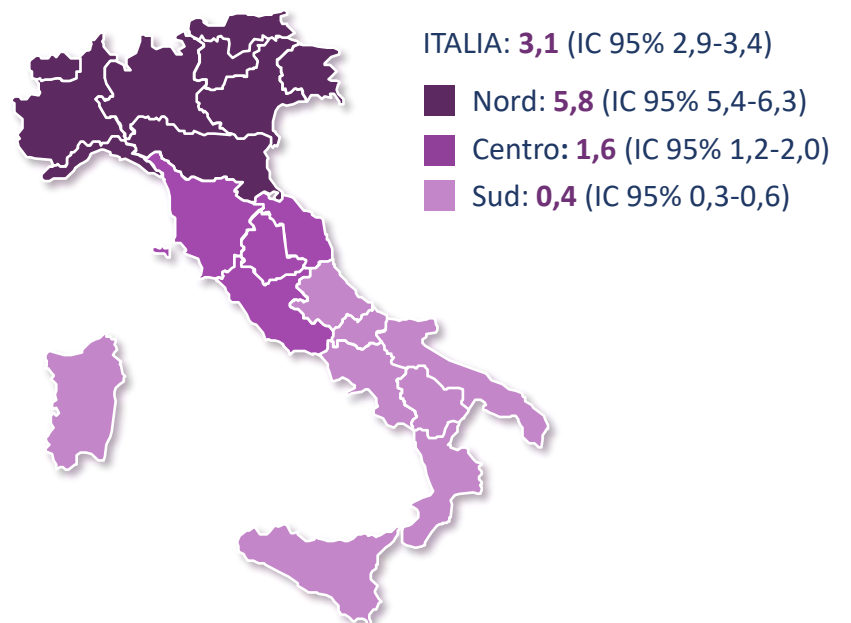 ITALIA: 3,1 (IC 95% 2,9-3,4)
Nord: 5,8 (IC 95% 5,4-6,3)
Centro: 1,6 (IC 95% 1,2-2,0)
Sud: 0,4 (IC 95% 0,3-0,6)